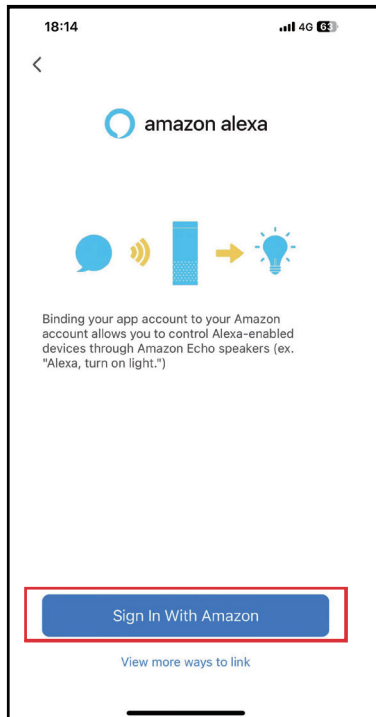 18:14
4G 63
amazon alexa
Binding your app account to your Amazon
account allows you to control Alexa-enabled
devices through Amazon Echo speakers (ex.
"Alexa, turn on light.")
Sign In With Amazon
View more ways to link